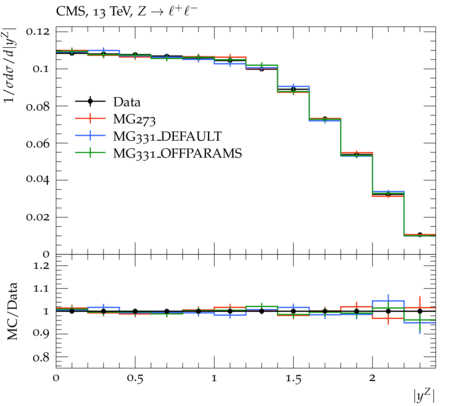 CMS, 13 TeV, Z → ℓ⁺ℓ⁻
1/σdσ/d|y^Z|
0.12
0.1
0.08
0.06
0.04
0.02
0
Data
MG273
MG331_DEFAULT
MG331_OFFPARAMS
MC/Data
1.2
1.1
1
0.9
0.8
0
0.5
1
1.5
2
|y^Z|